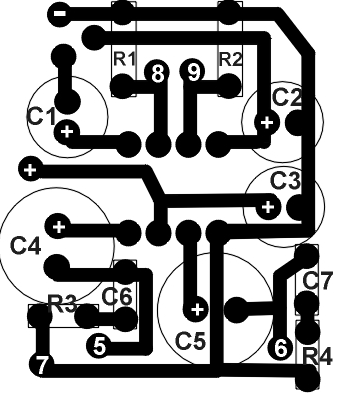 −
R1
8
9
R2
C1
+
+
C2
+
C3
+
+
C4
C7
C6
R3
+
C5
5
6
R4
7